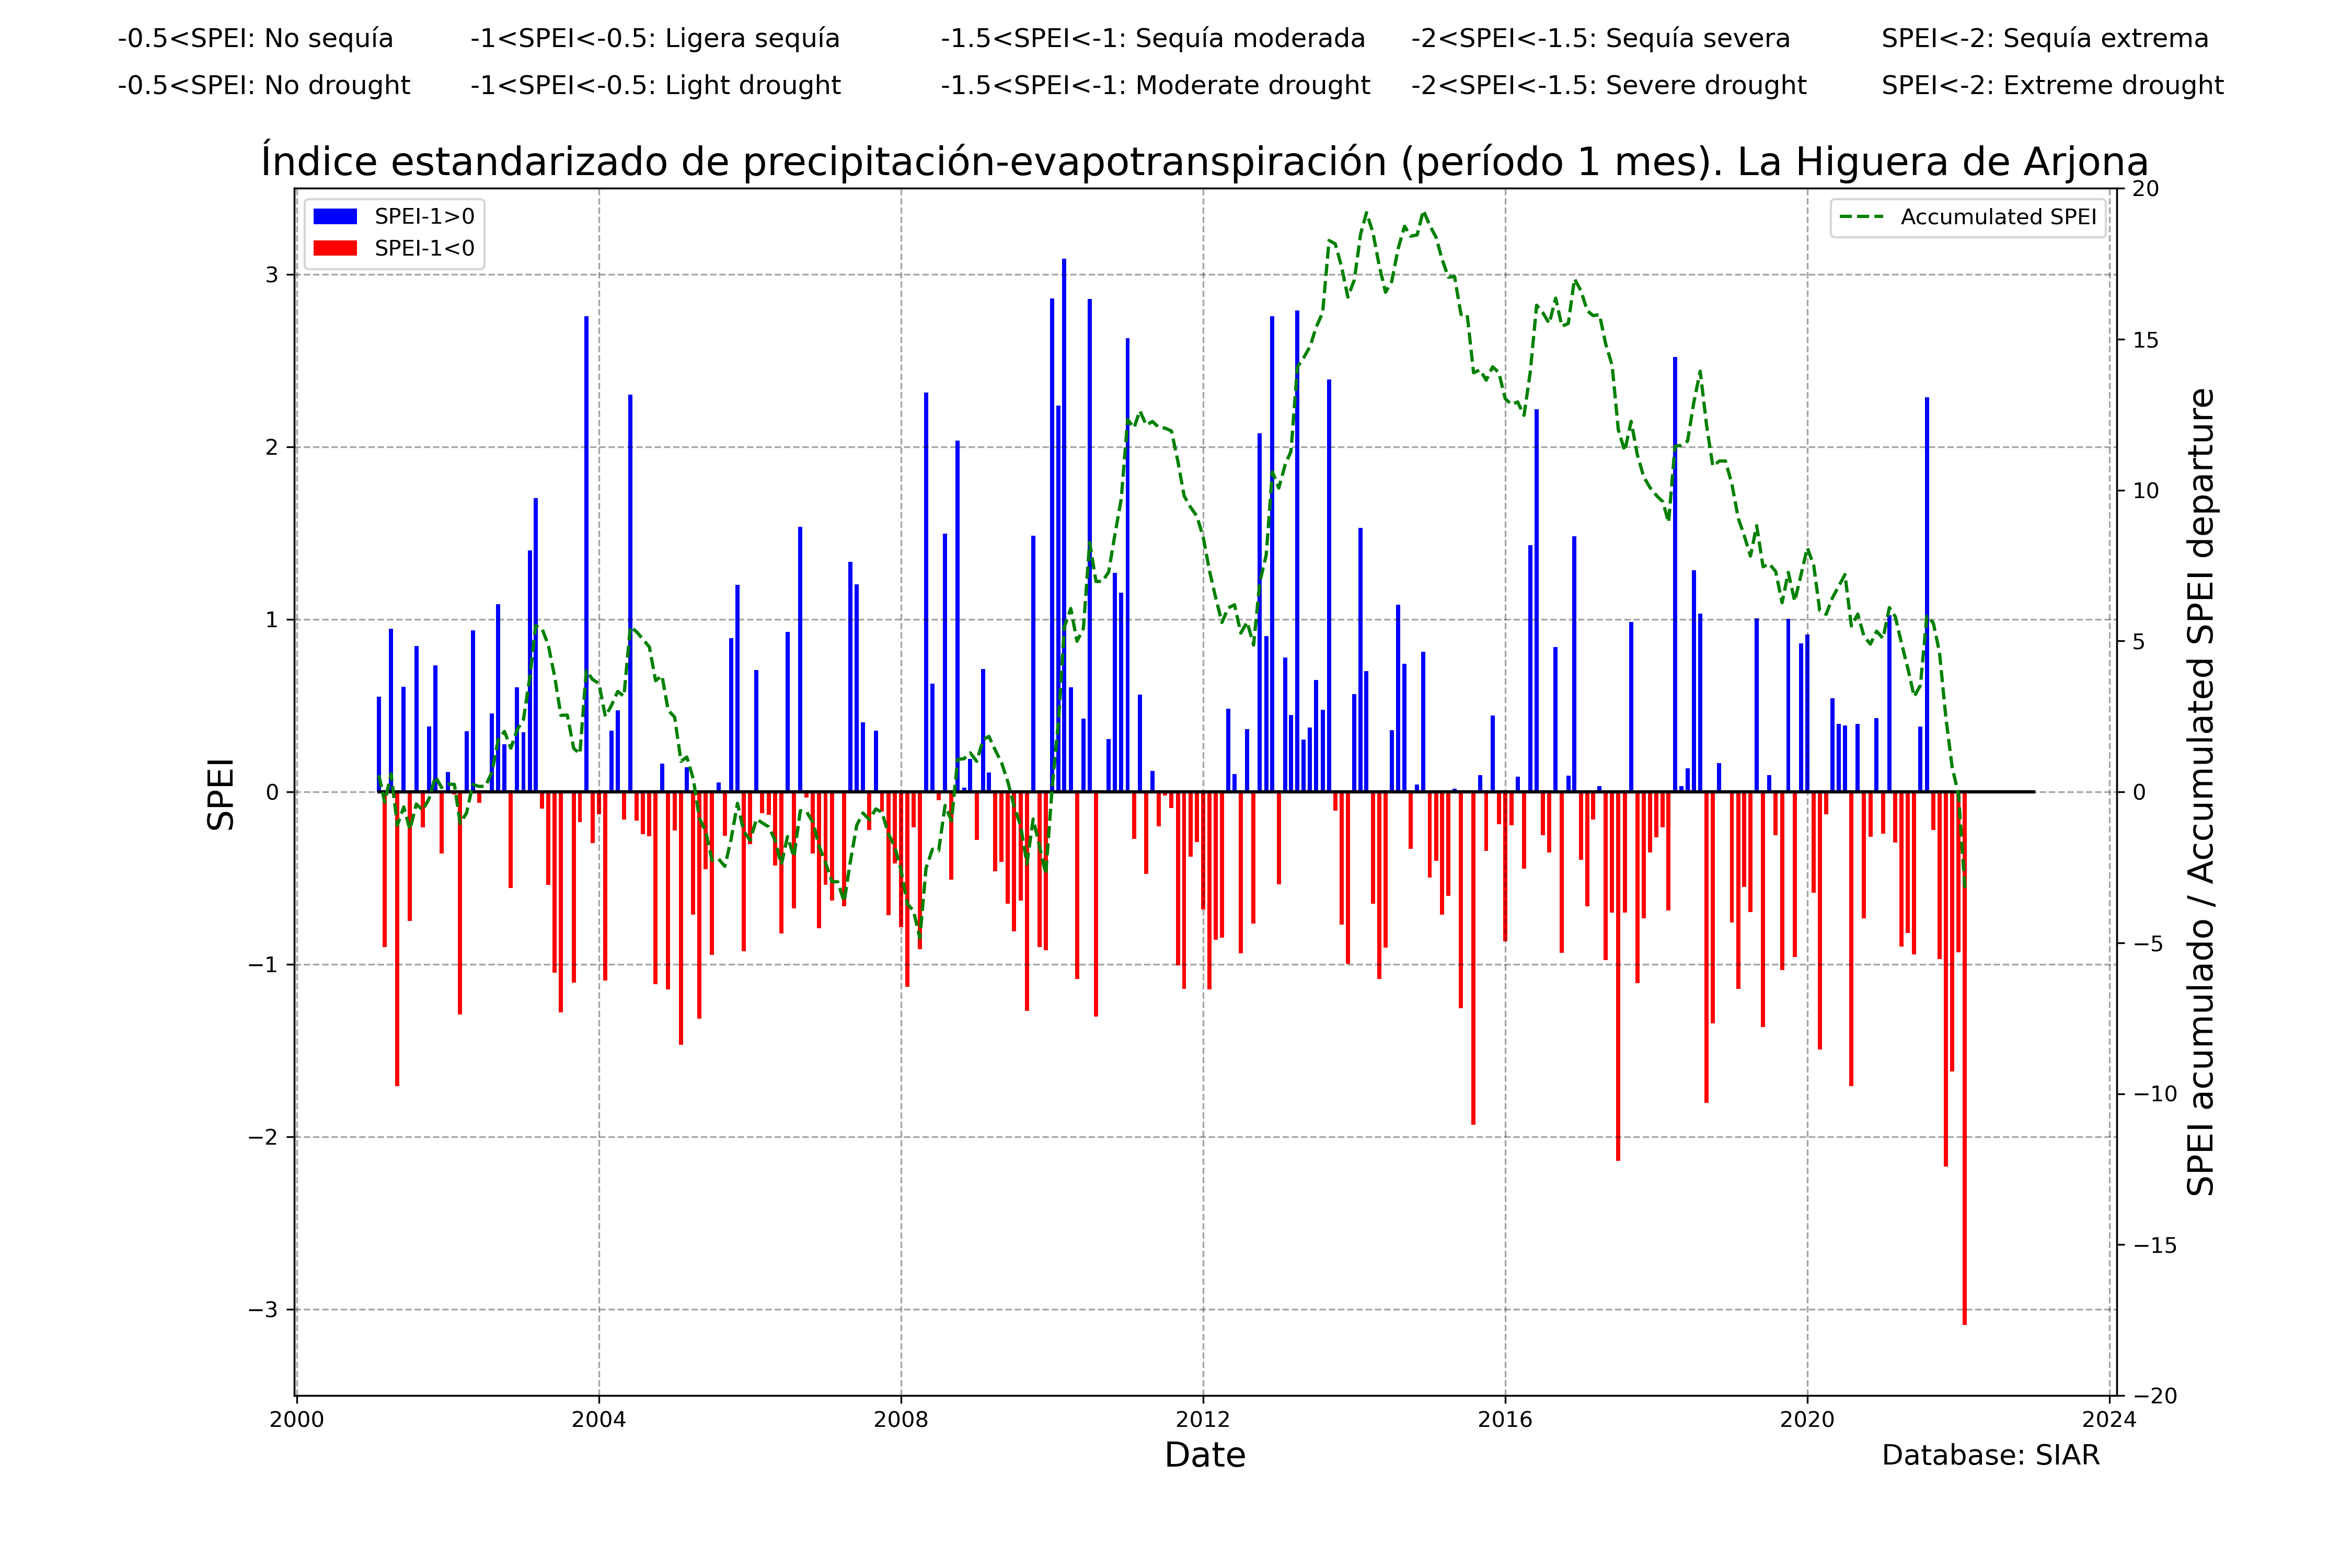 -0.5<SPEI: No sequía -1<SPEI<-0.5: Ligera sequía -1.5<SPEI<-1: Sequía moderada -2<SPEI<-1.5: Sequía severa SPEI<-2: Sequía extrema
-0.5<SPEI: No drought -1<SPEI<-0.5: Light drought -1.5<SPEI<-1: Moderate drought -2<SPEI<-1.5: Severe drought SPEI<-2: Extreme drought
Índice estandarizado de precipitación-evapotranspiración (período 1 mes). La Higuera de Arjona
SPEI-1>0
SPEI-1<0
Accumulated SPEI
SPEI
3
2
1
0
−1
−2
−3
20
15
10
5
0
−5
−10
−15
−20
SPEI acumulado / Accumulated SPEI departure
2000 2004 2008 2012 2016 2020 2024
Date
Database: SIAR